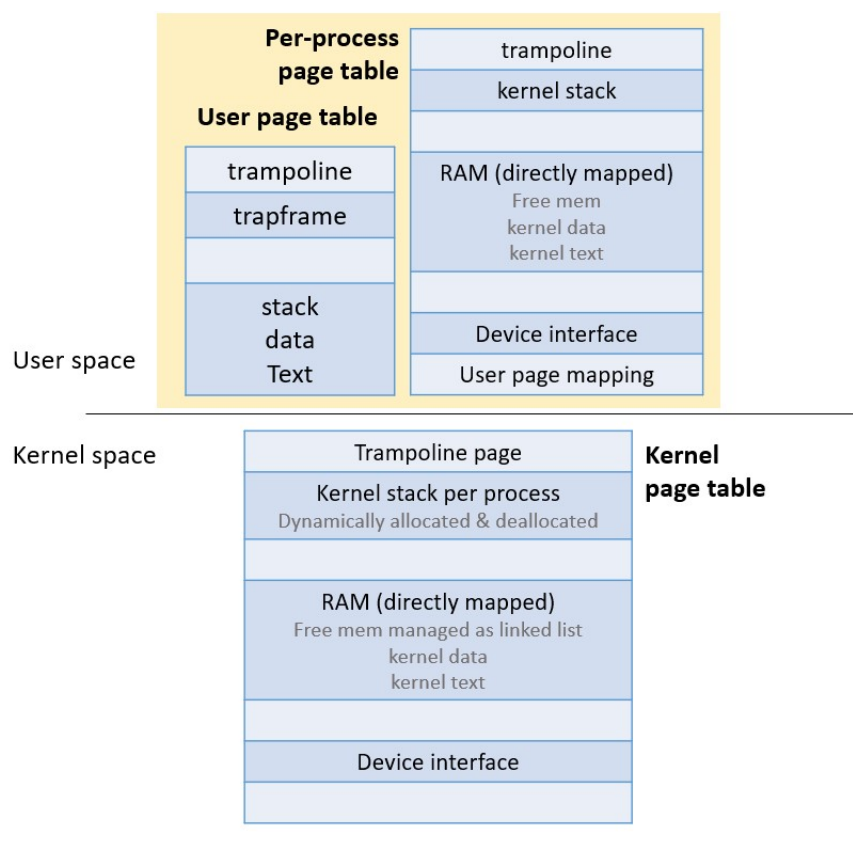 Per-process
page table
User page table
trampoline
trapframe
stack
data
Text
trampoline
kernel stack
RAM (directly mapped)
Free mem
kernel data
kernel text
Device interface
User page mapping
User space
Kernel space
Trampoline page
Kernel stack per process
Dynamically allocated & deallocated
RAM (directly mapped)
Free mem managed as linked list
kernel data
kernel text
Device interface
Kernel
page table